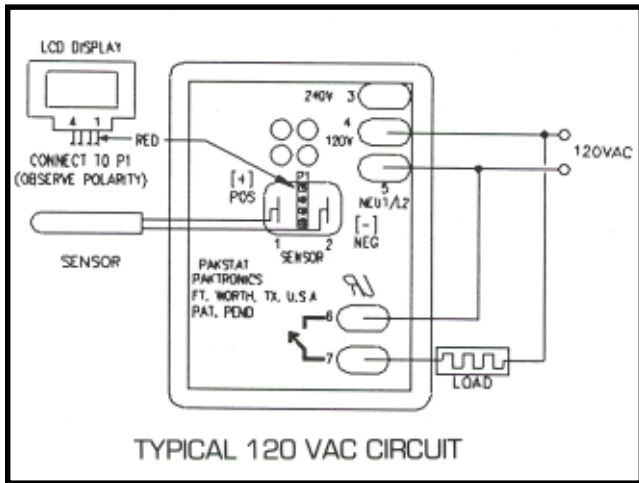 LCD DISPLAY
4 1
RED
CONNECT TO P1
(OBSERVE POLARITY)
SENSOR
240V 3
4
120V
5
NEUT/L2
[-]
NEG
P1
[+]
POS
1 2
SENSOR
PAKSTAT
PAKTRONICS
FT. WORTH, TX. U.S.A
PAT. PEND
6
7
120VAC
LOAD
TYPICAL 120 VAC CIRCUIT